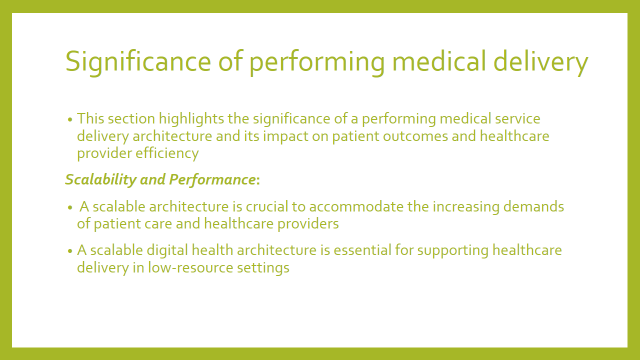 Significance of performing medical delivery
• This section highlights the significance of a performing medical service
delivery architecture and its impact on patient outcomes and healthcare
provider efficiency
Scalability and Performance:
• A scalable architecture is crucial to accommodate the increasing demands
of patient care and healthcare providers
• A scalable digital health architecture is essential for supporting healthcare
delivery in low-resource settings